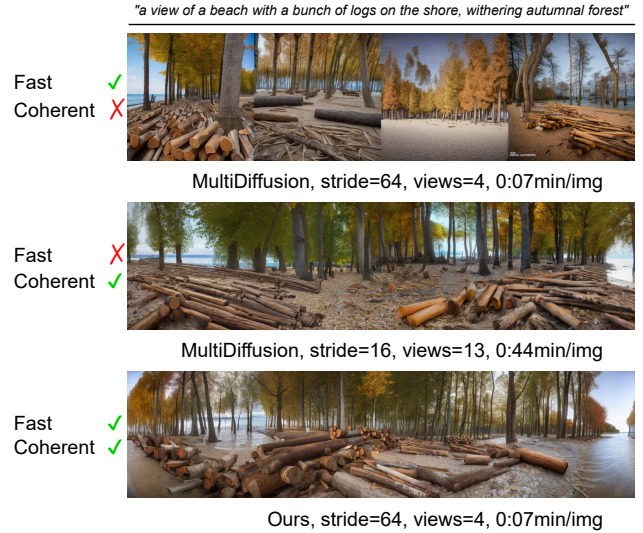 "a view of a beach with a bunch of logs on the shore, withering autumnal forest"
Fast ✓
Coherent ✗
MultiDiffusion, stride=64, views=4, 0:07min/img
Fast ✗
Coherent ✓
MultiDiffusion, stride=16, views=13, 0:44min/img
Fast ✓
Coherent ✓
Ours, stride=64, views=4, 0:07min/img